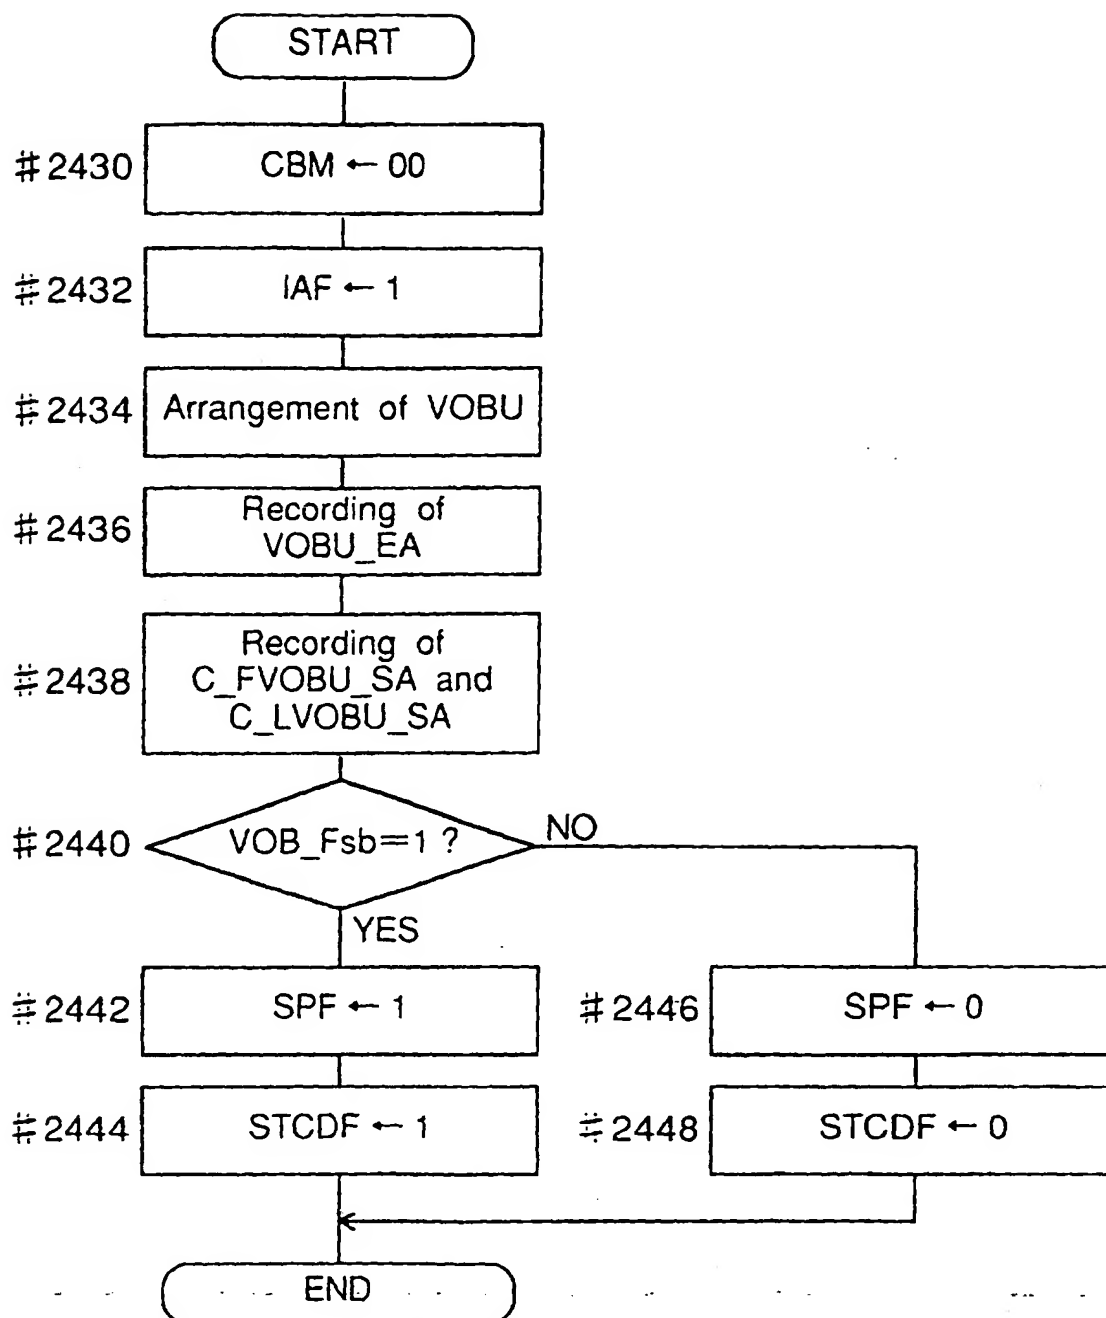 START
#2430
CBM ← 00
#2432
IAF ← 1
#2434
Arrangement of VOBU
#2436
Recording of
VOBU_EA
#2438
Recording of
C_FVOBU_SA and
C_LVOBU_SA
#2440
VOB_Fsb=1 ?
NO
YES
#2442
SPF ← 1
#2446
SPF ← 0
#2444
STCDF ← 1
#2448
STCDF ← 0
END